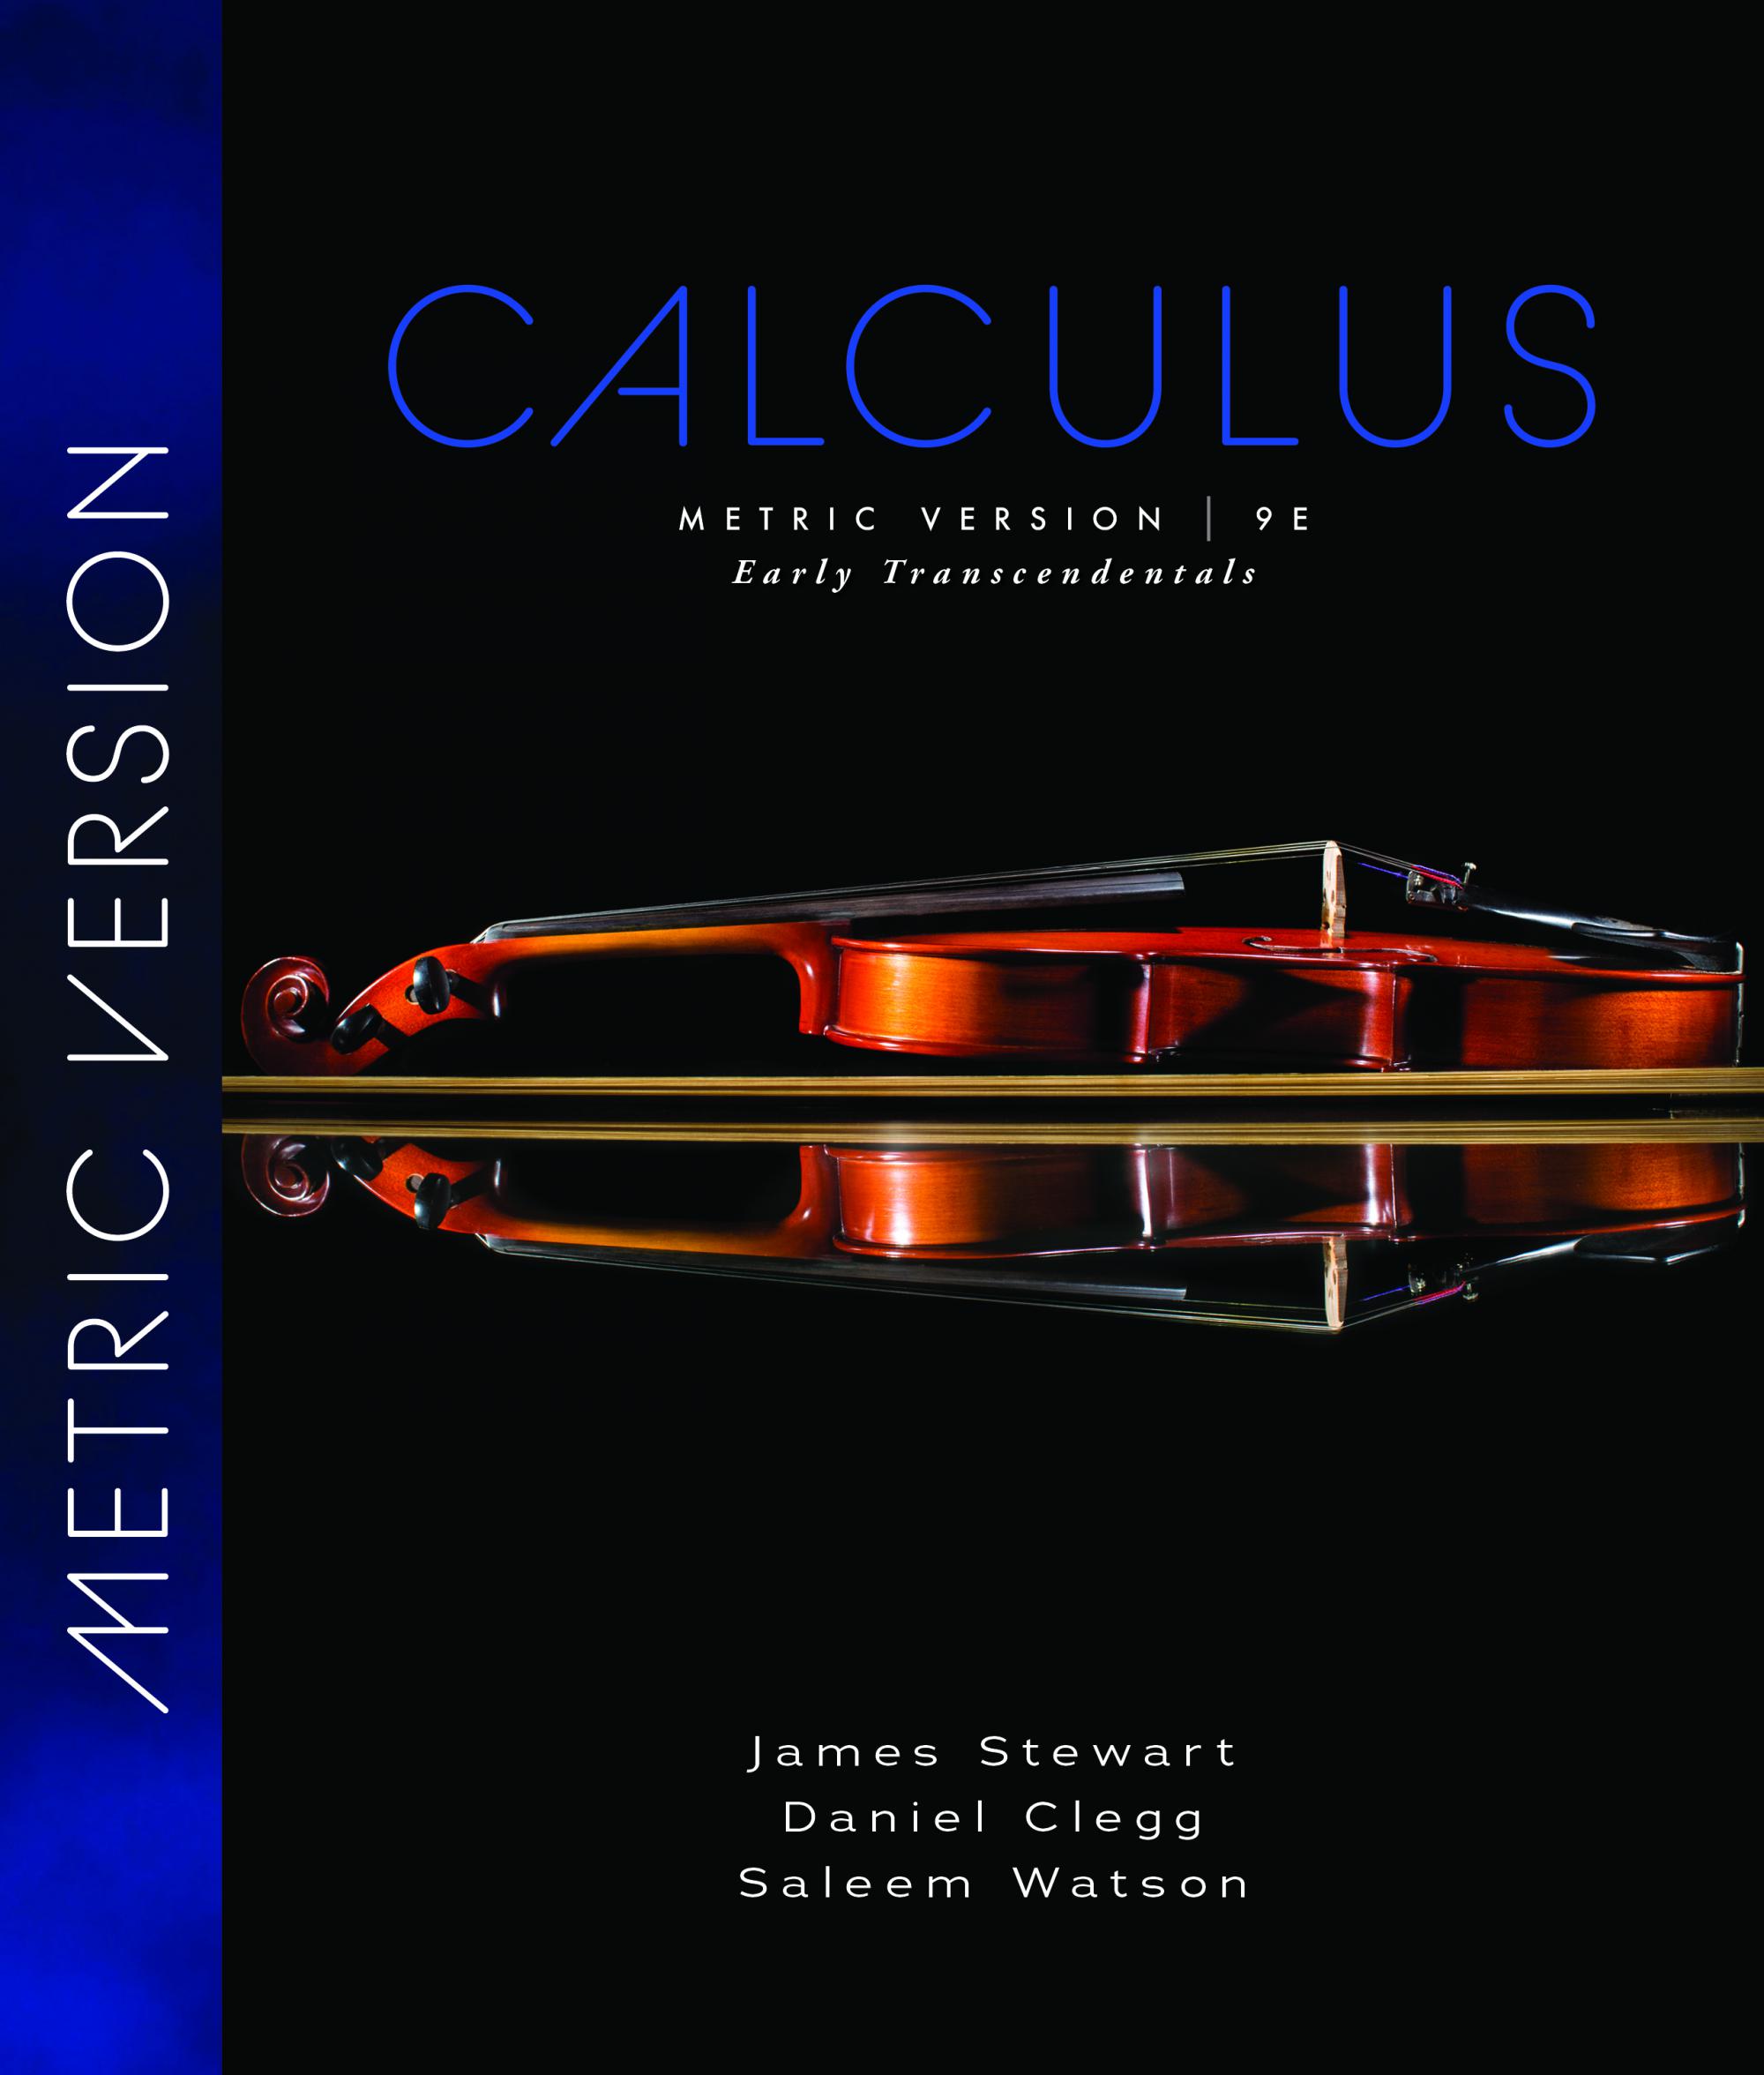 METRIC VERSION
CALCULUS
METRIC VERSION | 9E
Early Transcendentals
James Stewart
Daniel Clegg
Saleem Watson